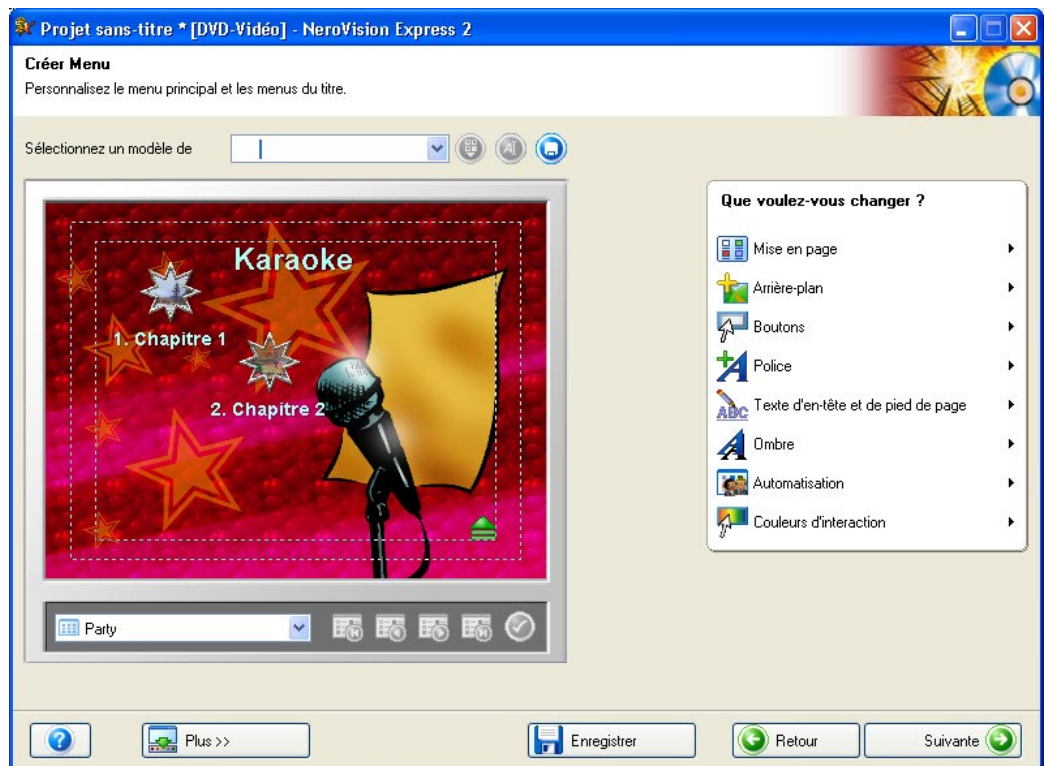 Projet sans-titre * [DVD-Vidéo] - NeroVision Express 2
Créer Menu
Personnalisez le menu principal et les menus du titre.
Sélectionnez un modèle de
Que voulez-vous changer ?
Mise en page
Arrière-plan
Boutons
Police
ABC
Texte d'en-tête et de pied de page
Ombre
Automatisation
Couleurs d'interaction
Karaoke
1. Chapitre 1
2. Chapitre 2
Party
Plus >>
Enregistrer
Retour
Suivante